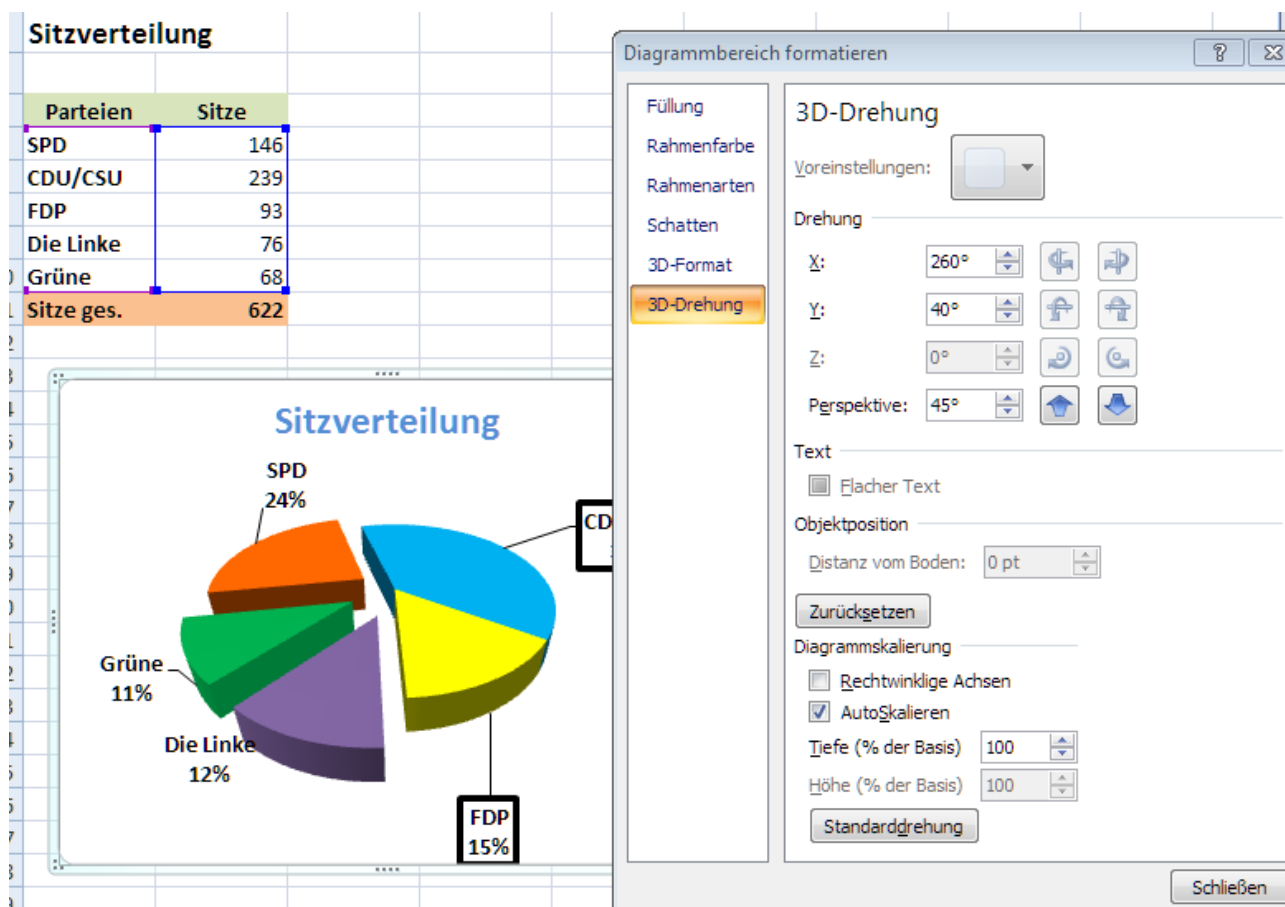 Sitzverteilung
Parteien Sitze
SPD 146
CDU/CSU 239
FDP 93
Die Linke 76
Grüne 68
Sitze ges. 622
Sitzverteilung
SPD
24%
CD
Grüne
11%
Die Linke
12%
FDP
15%
Diagrammbereich formatieren
Füllung
Rahmenfarbe
Rahmenarten
Schatten
3D-Format
3D-Drehung
3D-Drehung
Voreinstellungen:
Drehung
X: 260°
Y: 40°
Z: 0°
Perspektive: 45°
Text
Flacher Text
Objektposition
Distanz vom Boden: 0 pt
Zurücksetzen
Diagrammskalierung
Rechtwinklige Achsen
AutoSkalieren
Tiefe (% der Basis) 100
Höhe (% der Basis) 100
Standarddrehung
Schließen